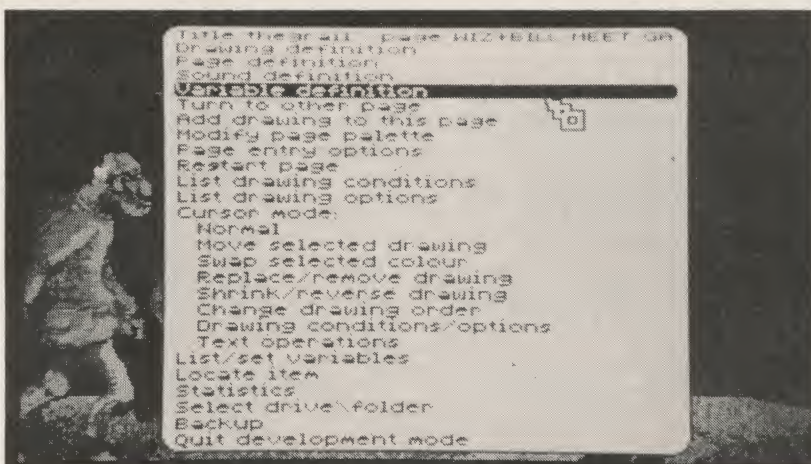 Title thegrail page WIZ+BILL MEET GR
Drawing definition
Page definition
Sound definition
Variable definition
Turn to other page
Add drawing to this page
Modify page palette
Page entry options
Restart page
List drawing conditions
List drawing options
Cursor mode:
Normal
Move selected drawing
Swap selected colour
Replace/remove drawing
Shrink/reverse drawing
Change drawing order
Drawing conditions/options
Text operations
List/set variables
Locate item
Statistics
Select drive\folder
Backup
Quit development mode